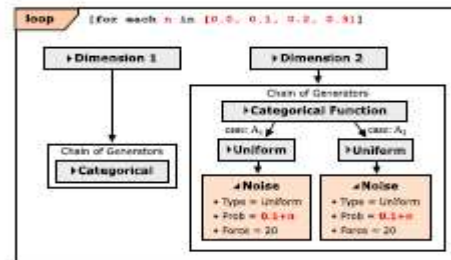 loop [for each n in [0.0, 0.1, 0.2, 0.3]]
▸Dimension 1
▸Dimension 2
Chain of Generators
▸Categorical Function
case: A₁ case: A₂
Chain of Generators
▸Categorical
▸Uniform
▸Uniform
◢Noise
• Type = Uniform
• Prob = 0.1+n
• Force = 20
◢Noise
• Type = Uniform
• Prob = 0.1+n
• Force = 20